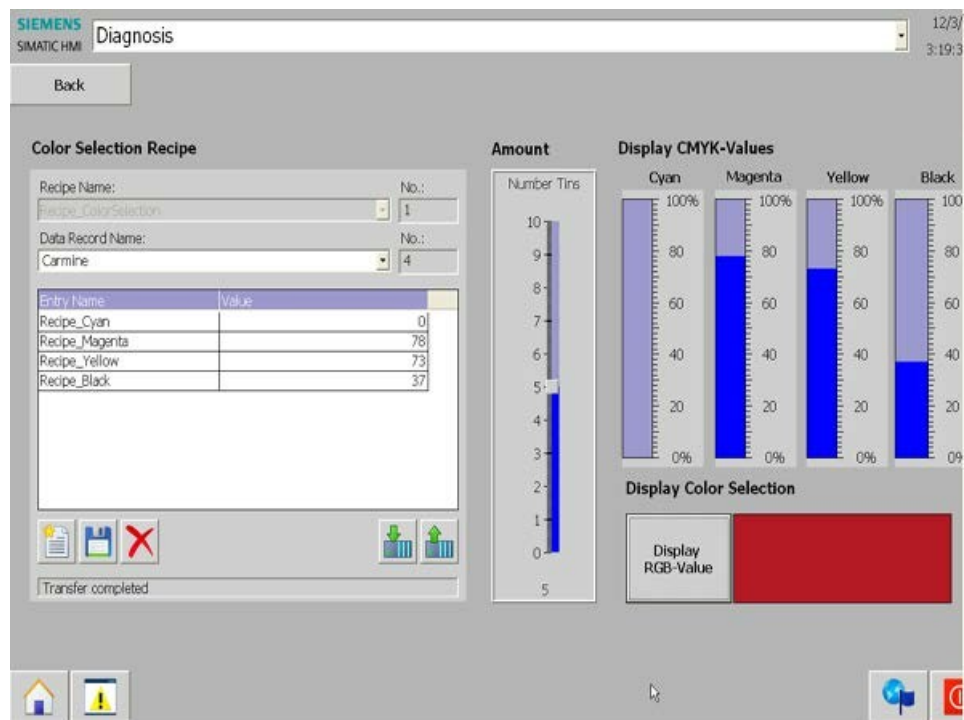 SIEMENS
SIMATIC HMI
Diagnosis
12/3/
3:19:3
Back
Color Selection Recipe
Recipe Name: No.:
Recipe_ColorSelection 1
Data Record Name: No.:
Carmine 4
Entry Name Value
Recipe_Cyan 0
Recipe_Magenta 78
Recipe_Yellow 73
Recipe_Black 37
Transfer completed
Amount
Number Tins
10
9
8
7
6
5
4
3
2
1
0
5
Display CMYK-Values
Cyan Magenta Yellow Black
100% 100% 100% 100
80 80 80 80
60 60 60 60
40 40 40 40
20 20 20 20
0% 0% 0% 0%
Display Color Selection
Display
RGB-Value